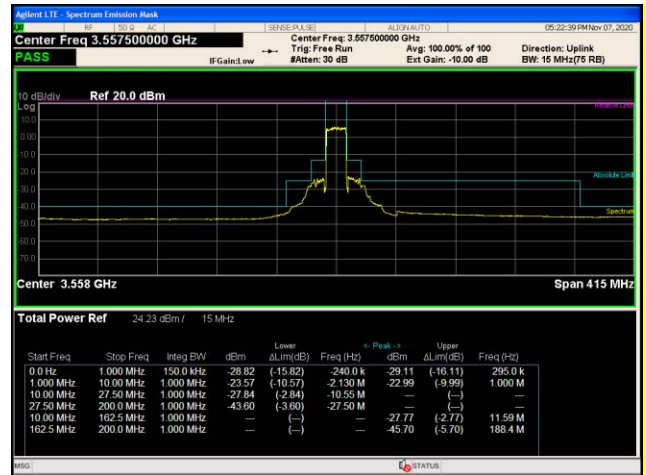 Agilent LTE - Spectrum Emission Mask
RF 50 Ω AC SENSE:PULSE ALIGNAUTO 05:22:39 PM Nov 07, 2020
Center Freq 3.557500000 GHz Center Freq: 3.557500000 GHz
Trig: Free Run Avg: 100.00% of 100 Direction: Uplink
PASS IFGain:Low #Atten: 30 dB Ext Gain: -10.00 dB BW: 15 MHz(75 RB)
10 dB/div Ref 20.0 dBm
Log
Relative Limit
10.0
0.00
-10.0
-20.0
Absolute Limit
-30.0
-40.0
Spectrum
-50.0
-60.0
-70.0
Center 3.558 GHz Span 415 MHz
Total Power Ref 24.23 dBm / 15 MHz
Lower <- Peak -> Upper
Start Freq Stop Freq Integ BW dBm ΔLim(dB) Freq (Hz) dBm ΔLim(dB) Freq (Hz)
0.0 Hz 1.000 MHz 150.0 kHz -28.82 (-15.82) -240.0 k -29.11 (-16.11) 295.0 k
1.000 MHz 10.00 MHz 1.000 MHz -23.57 (-10.57) -2.130 M -22.99 (-9.99) 1.000 M
10.00 MHz 27.50 MHz 1.000 MHz -27.84 (-2.84) -10.55 M --- (---) ---
27.50 MHz 200.0 MHz 1.000 MHz -43.60 (-3.60) -27.50 M --- (---) ---
10.00 MHz 162.5 MHz 1.000 MHz --- (---) --- -27.77 (-2.77) 11.59 M
162.5 MHz 200.0 MHz 1.000 MHz --- (---) --- -45.70 (-5.70) 188.4 M
MSG STATUS